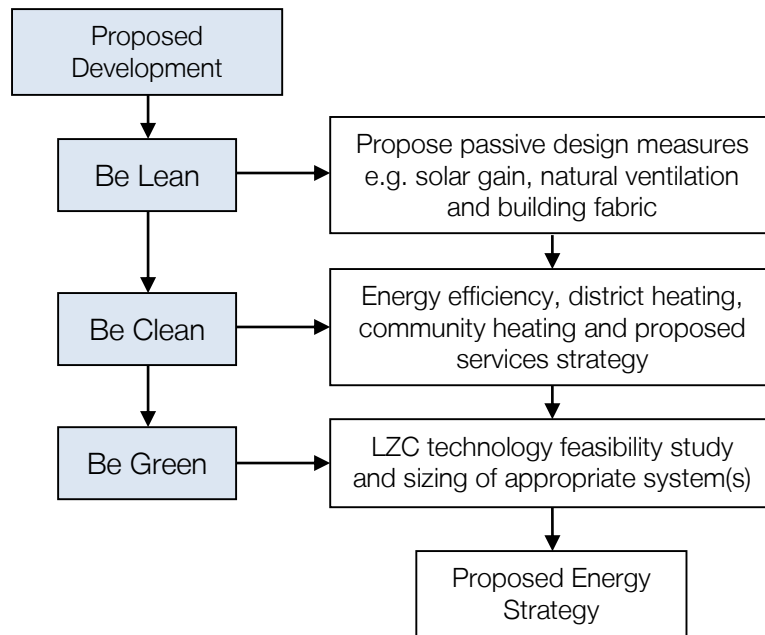 Proposed
Development
Be Lean
Propose passive design measures
e.g. solar gain, natural ventilation
and building fabric
Be Clean
Energy efficiency, district heating,
community heating and proposed
services strategy
Be Green
LZC technology feasibility study
and sizing of appropriate system(s)
Proposed Energy
Strategy